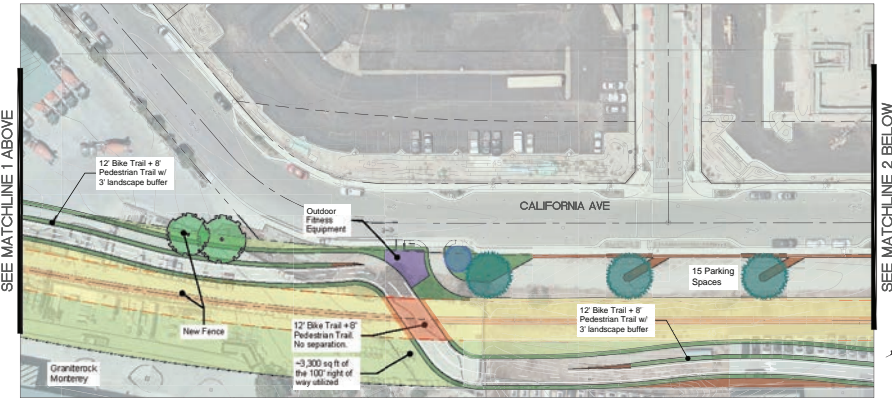 SEE MATCHLINE 1 ABOVE
12' Bike Trail + 8'
Pedestrian Trail w/
3' landscape buffer
Outdoor
Fitness
Equipment
CALIFORNIA AVE
SEE MATCHLINE 2 BELOW
15 Parking
Spaces
New Fence
12' Bike Trail + 8'
Pedestrian Trail.
No separation.
12' Bike Trail + 8'
Pedestrian Trail w/
3' landscape buffer
~3,300 sq ft of
the 100' right of
way utilized
Graniterock
Monterey